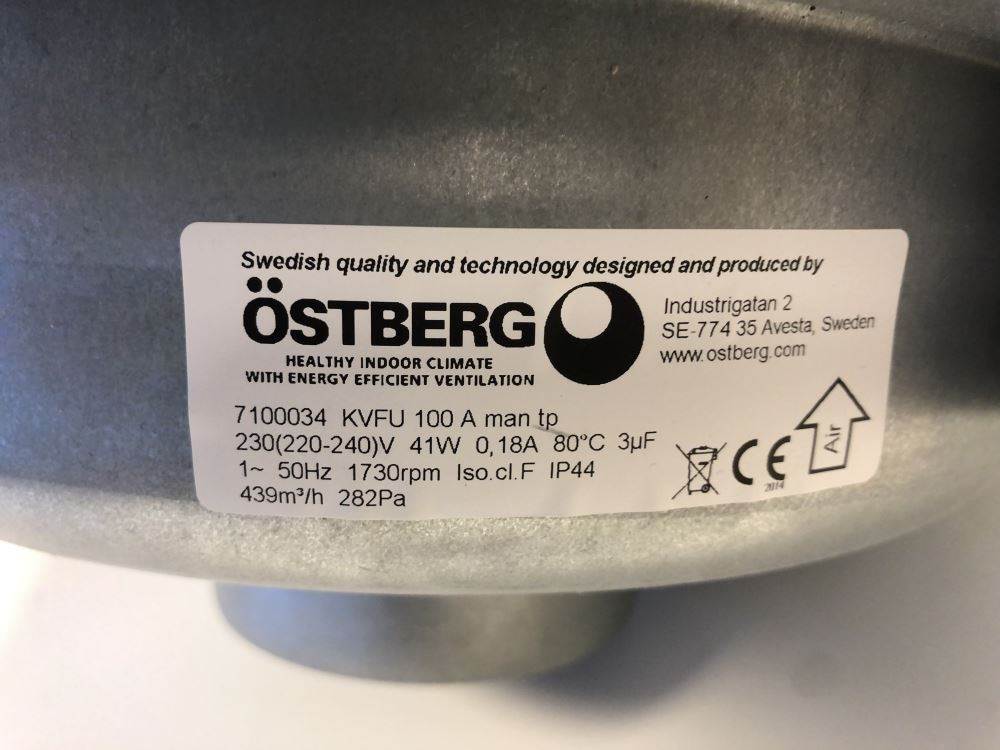 Swedish quality and technology designed and produced by
ÖSTBERG
HEALTHY INDOOR CLIMATE
WITH ENERGY EFFICIENT VENTILATION
Industrigatan 2
SE-774 35 Avesta, Sweden
www.ostberg.com
7100034 KVFU 100 A man tp
230(220-240)V 41W 0,18A 80°C 3µF
1~ 50Hz 1730rpm Iso.cl.F IP44
439m³/h 282Pa
CE
2014
Air